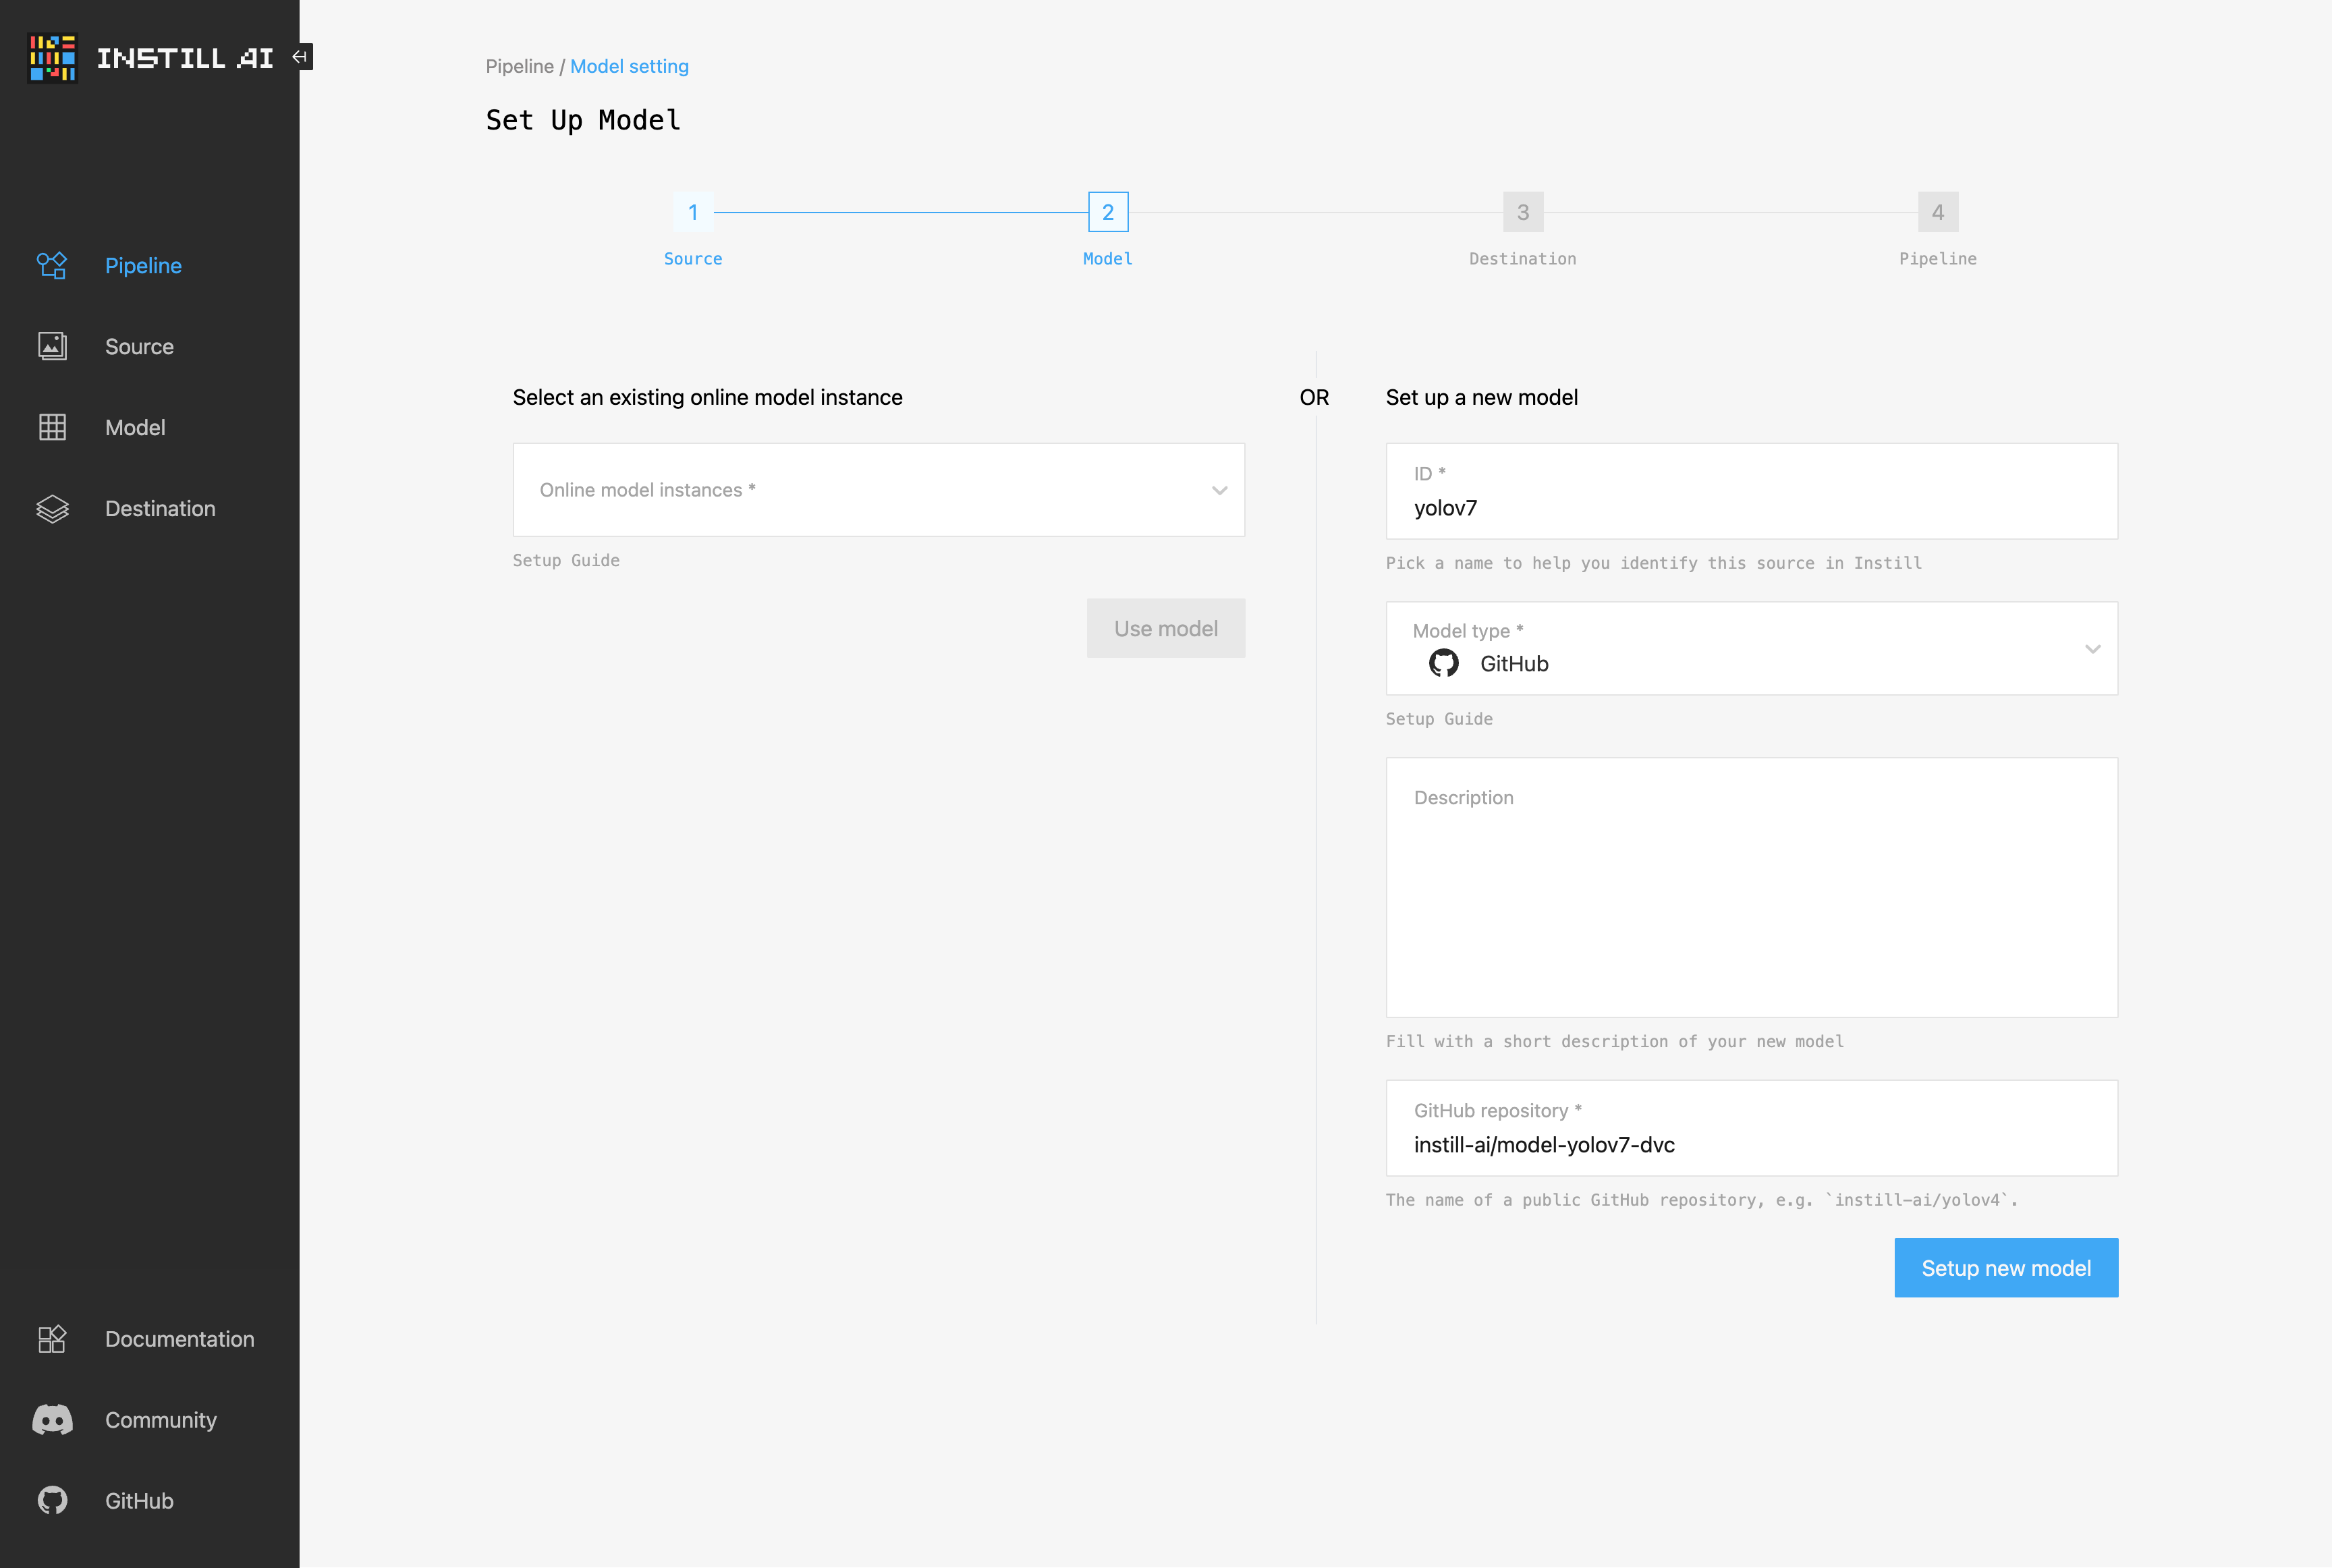 INSTILL AI
Pipeline
Source
Model
Destination
Documentation
Community
GitHub
Pipeline / Model setting
Set Up Model
1
2
3
4
Source
Model
Destination
Pipeline
Select an existing online model instance
Online model instances *
Setup Guide
Use model
OR
Set up a new model
ID *
yolov7
Pick a name to help you identify this source in Instill
Model type *
GitHub
Setup Guide
Description
Fill with a short description of your new model
GitHub repository *
instill-ai/model-yolov7-dvc
The name of a public GitHub repository, e.g. `instill-ai/yolov4`.
Setup new model